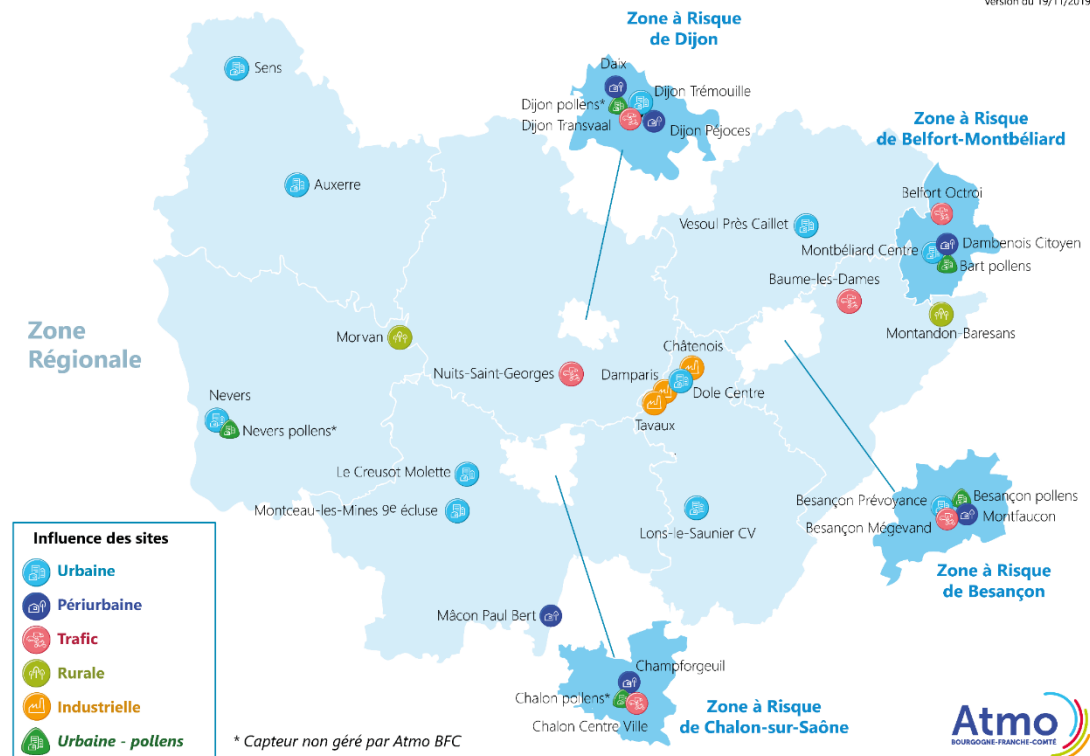 Version du 19/11/2019
Zone à Risque
de Dijon
Daix
Dijon Trémouille
Dijon pollens*
Dijon Transvaal
Dijon Péjoces
Sens
Auxerre
Zone à Risque
de Belfort-Montbéliard
Belfort Octroi
Vesoul Près Caillet
Montbéliard Centre
Dambenois Citoyen
Bart pollens
Baume-les-Dames
Montandon-Baresans
Zone
Régionale
Morvan
Nuits-Saint-Georges
Châtenois
Damparis
Dole Centre
Tavaux
Nevers
Nevers pollens*
Le Creusot Molette
Montceau-les-Mines 9e écluse
Lons-le-Saunier CV
Besançon Prévoyance
Besançon pollens
Besançon Mégevand
Montfaucon
Zone à Risque
de Besançon
Mâcon Paul Bert
Champforgeuil
Chalon pollens*
Chalon Centre Ville
Zone à Risque
de Chalon-sur-Saône
Influence des sites
Urbaine
Périurbaine
Trafic
Rurale
Industrielle
Urbaine - pollens
* Capteur non géré par Atmo BFC
Atmo
BOURGOGNE-FRANCHE-COMTÉ